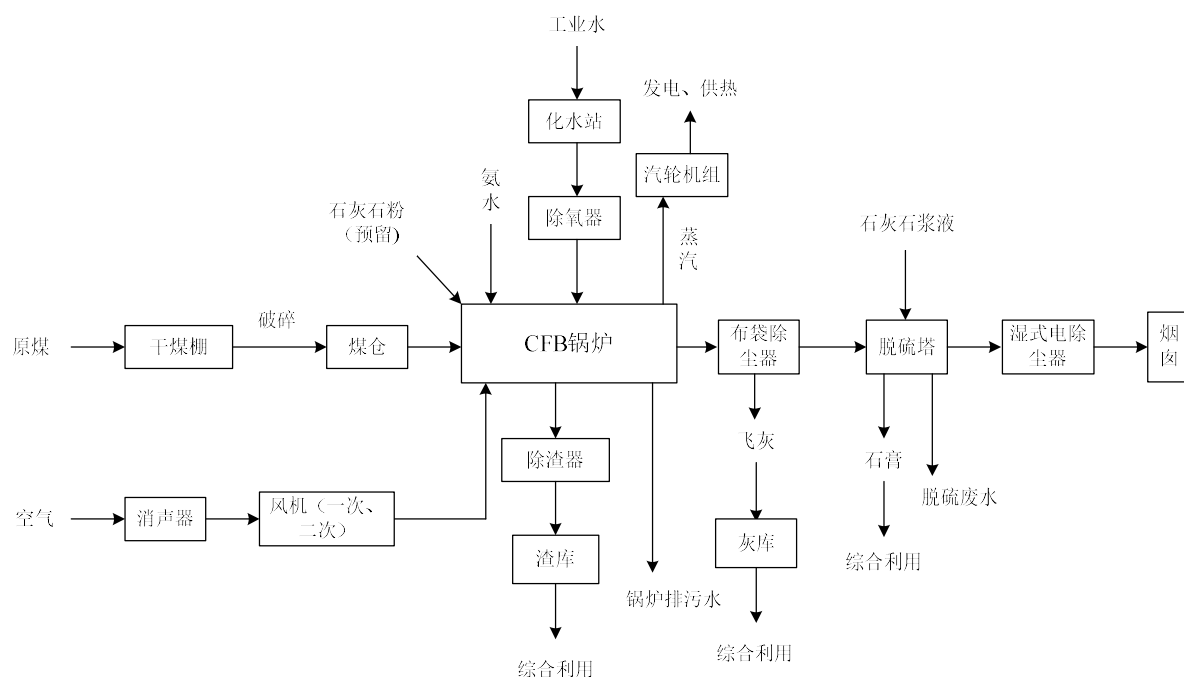 工业水
发电、供热
化水站
汽轮机组
氨
水
石灰石粉
（预留)
除氧器
蒸
汽
石灰石浆液
原煤
干煤棚
破碎
煤仓
CFB锅炉
布袋除
尘器
脱硫塔
湿式电除
尘器
烟
囱
飞灰
除渣器
石膏
脱硫废水
空气
消声器
风机（一次、
二次）
渣库
灰库
综合利用
锅炉排污水
综合利用
综合利用